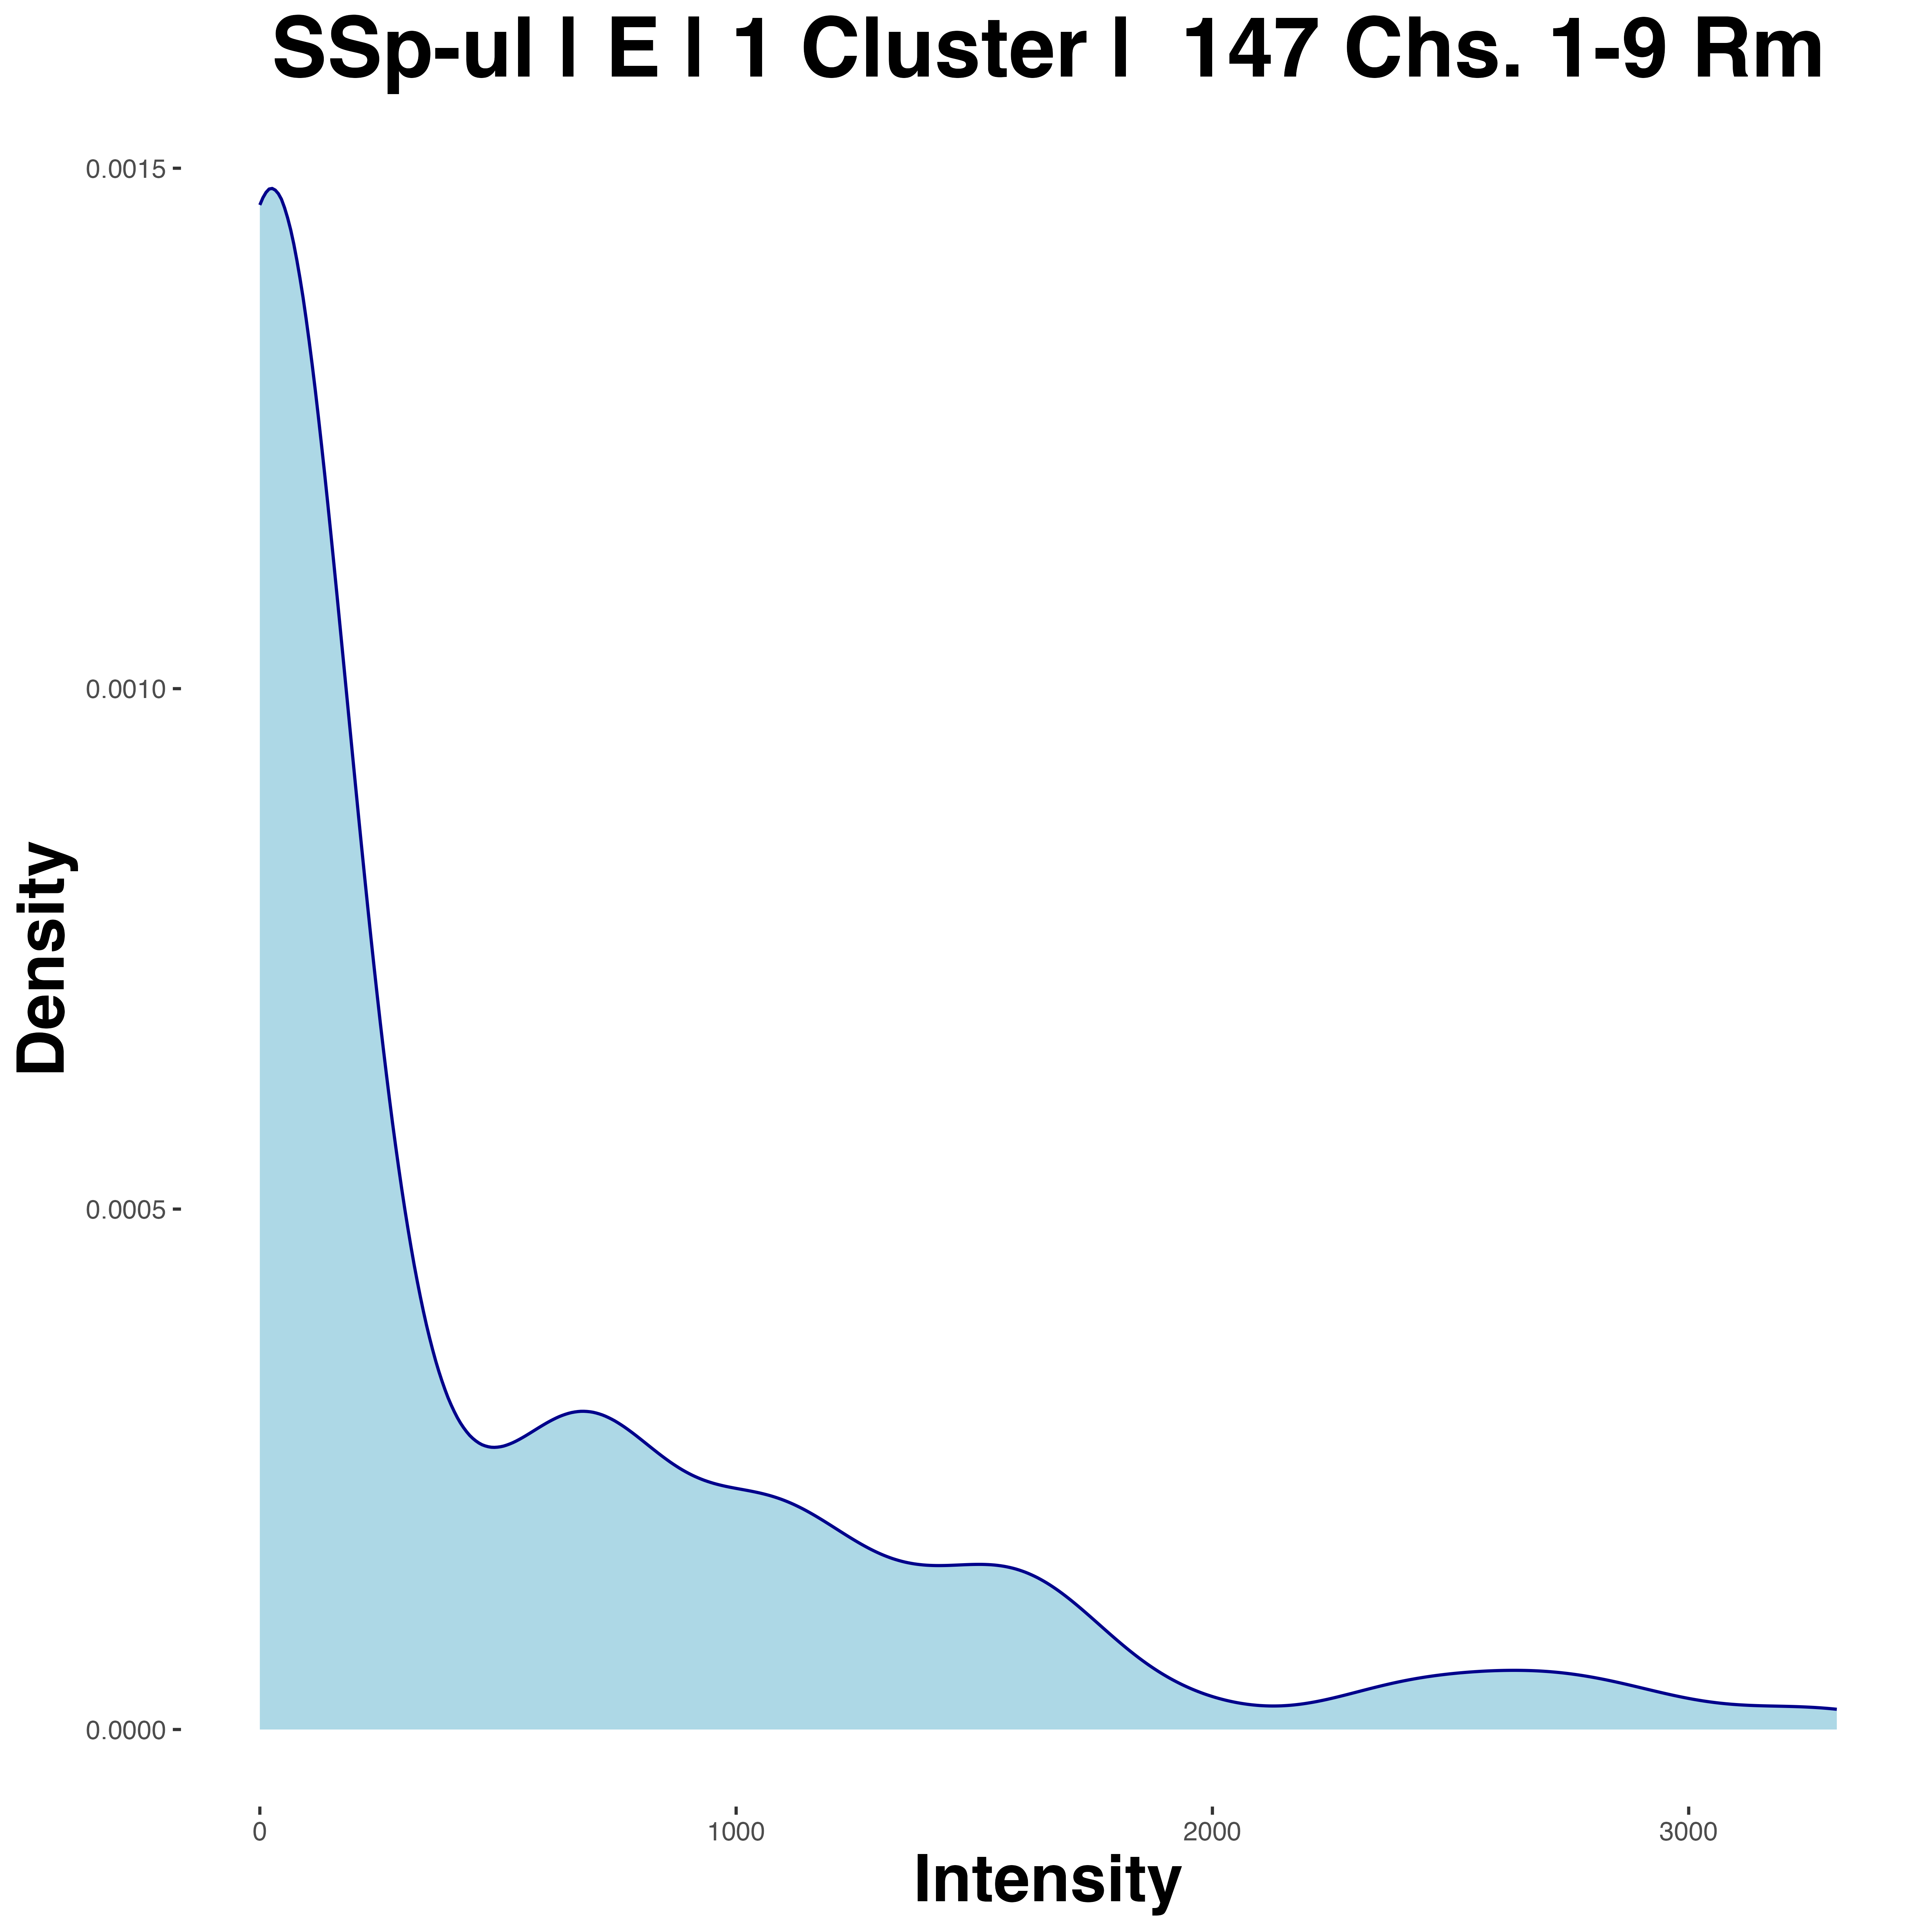 SSp-ul | E | 1 Cluster | 147 Chs. 1-9 Rm
0.0015
0.0010
0.0005
0.0000
Density
0 1000 2000 3000
Intensity